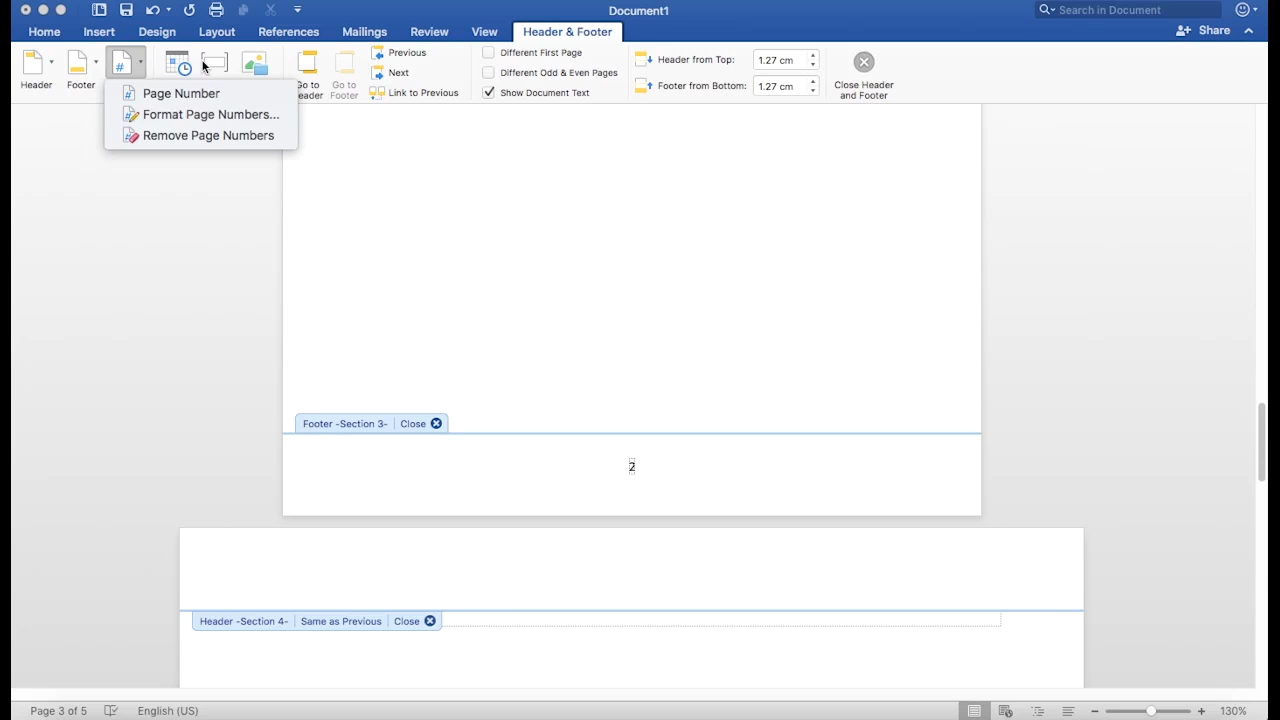 Document1
Search in Document
Home Insert Design Layout References Mailings Review View Header & Footer
Share
Header
Footer
#
Page Number
Format Page Numbers...
Remove Page Numbers
Go to
Footer
Previous
Next
Link to Previous
Different First Page
Different Odd & Even Pages
Show Document Text
Header from Top: 1.27 cm
Footer from Bottom: 1.27 cm
Close Header
and Footer
Footer -Section 3- Close
2
Header -Section 4- Same as Previous Close
Page 3 of 5 English (US) 130%